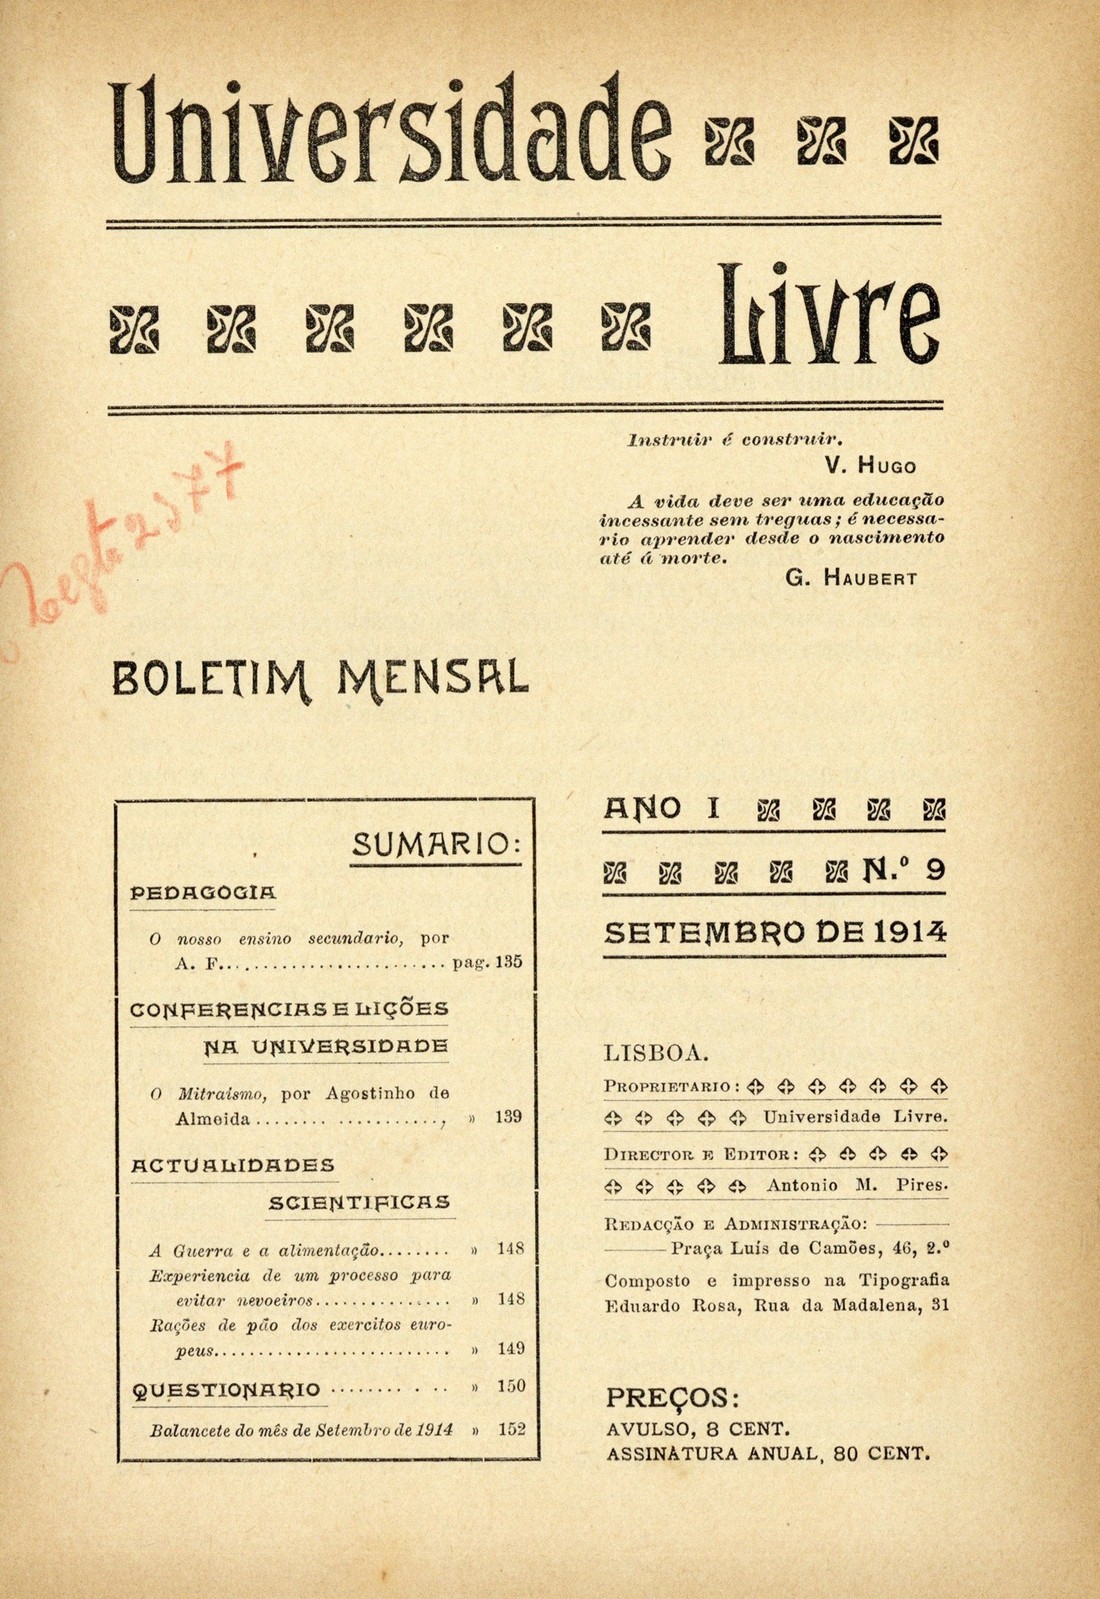 Universidade
Livre
Instruir é construir.
V. HUGO
A vida deve ser uma educação
incessante sem treguas; é necessa-
rio aprender desde o nascimento
até á morte.
G. HAUBERT
BOLETIM MENSAL
SUMARIO:
PEDAGOGIA
O nosso ensino secundario, por
A. F........................... pag. 135
CONFERENCIAS E LIÇÕES
NA UNIVERSIDADE
O Mitraísmo, por Agostinho de
Almeida ........ ..........., » 139
ACTUALIDADES
SCIENTIFICAS
A Guerra e a alimentação........ » 148
Experiencia de um processo para
evitar nevoeiros............... » 148
Rações de pão dos exercitos euro-
peus.......................... » 149
QUESTIONARIO ········ · ·· » 150
Balancete do mês de Setembro de 1914 » 152
ANO I
N.º 9
SETEMBRO DE 1914
LISBOA.
PROPRIETARIO:
Universidade Livre.
DIRECTOR E EDITOR:
Antonio M. Pires.
REDACÇÃO E ADMINISTRAÇÃO:
Praça Luís de Camões, 46, 2.º
Composto e impresso na Tipografia
Eduardo Rosa, Rua da Madalena, 31
PREÇOS:
AVULSO, 8 CENT.
ASSINATURA ANUAL, 80 CENT.